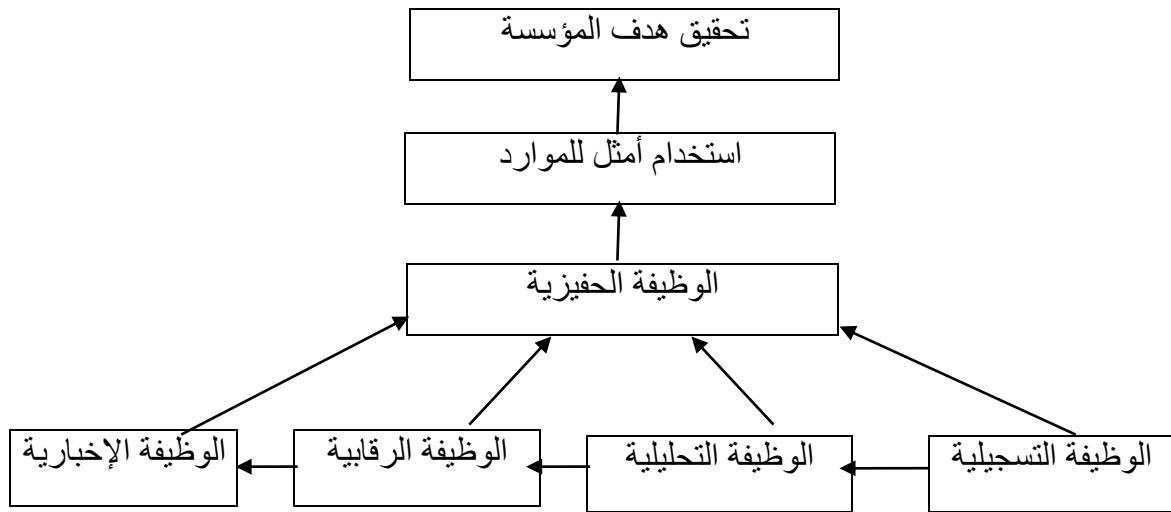 تحقيق هدف المؤسسة
استخدام أمثل للموارد
الوظيفة الحفيزية
الوظيفة التسجيلية
الوظيفة التحليلية
الوظيفة الرقابية
الوظيفة الإخبارية